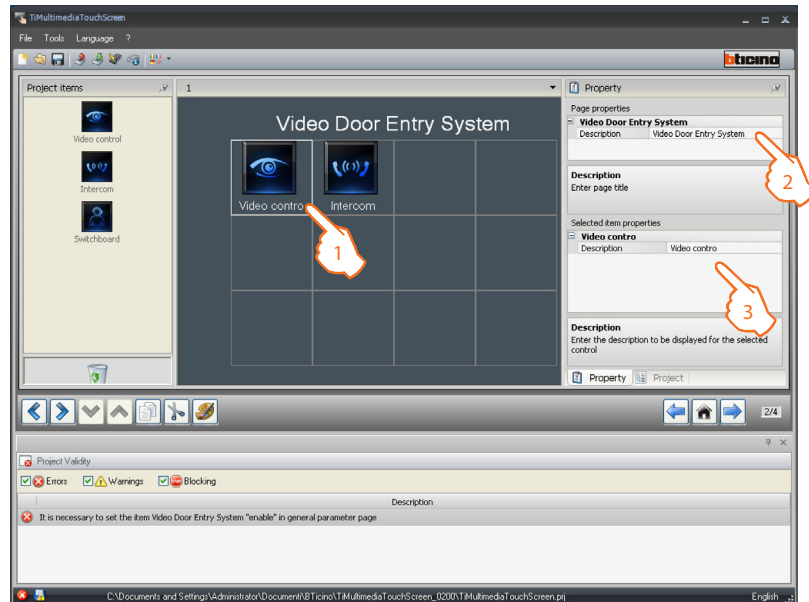 TiMultimediaTouchScreen
File Tools Language ?
bticino
Project items
Video control
Intercom
Switchboard
1
Video Door Entry System
Video contro
Intercom
1
Property
Page properties
Video Door Entry System
Description Video Door Entry System
Description
Enter page title
2
Selected item properties
Video contro
Description Video contro
3
Description
Enter the description to be displayed for the selected
control
Property Project
2/4
Project Validity
Errors Warnings Blocking
Description
It is necessary to set the item Video Door Entry System "enable" in general parameter page
C:\Documents and Settings\Administrator\Documenti\BTicino\TiMultimediaTouchScreen_0200\TiMultimediaTouchScreen.prj
English